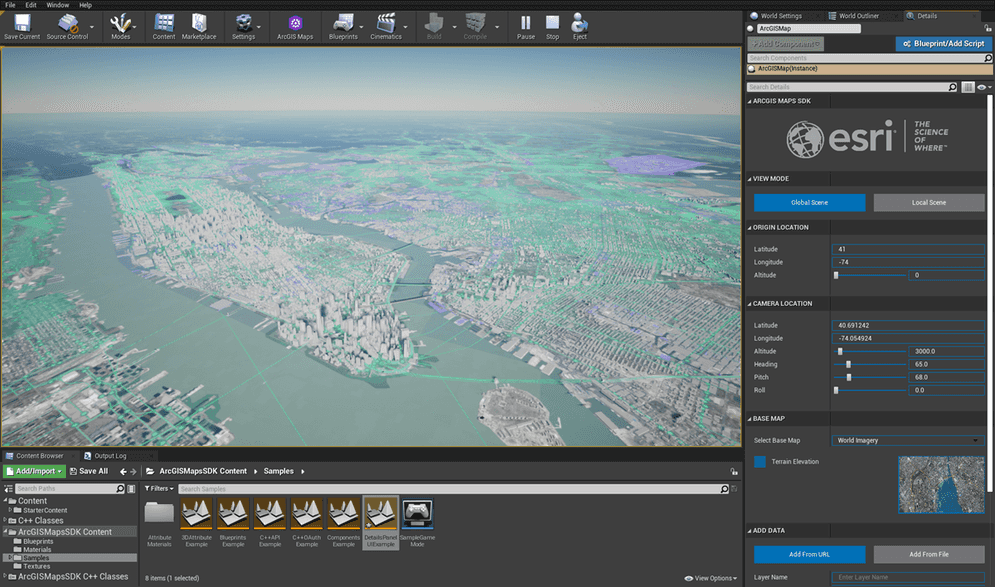 File Edit Window Help
Save Current Source Control Modes Content Marketplace Settings ArcGIS Maps Blueprints Cinematics Build Compile Pause Stop Eject
World Settings World Outliner Details
ArcGISMap
+Add Component Blueprint/Add Script
Search Components
ArcGISMap(Instance)
Search Details
ARCGIS MAPS SDK
esri THE
SCIENCE
OF
WHERE™
VIEW MODE
Global Scene Local Scene
ORIGIN LOCATION
Latitude 41
Longitude -74
Altitude 0
CAMERA LOCATION
Latitude 40.691242
Longitude -74.054924
Altitude 3000.0
Heading 65.0
Pitch 68.0
Roll 0.0
BASE MAP
Select Base Map World Imagery
Terrain Elevation
ADD DATA
Add From URL Add From File
Layer Name Enter Layer Name
Content Browser Output Log
Add/Import Save All ArcGISMapsSDK Content Samples
Search Paths
Filters Search Samples
Content
StarterContent
C++ Classes
ArcGISMapsSDK Content
Blueprints
Materials
Samples
Textures
ArcGISMapsSDK C++ Classes
Attribute
Materials
3DAttribute
Example
Blueprints
Example
C++API
Example
C++OAuth
Example
Components
Example
DetailsPanel
UIExample
SampleGame
Mode
8 items (1 selected) View Options